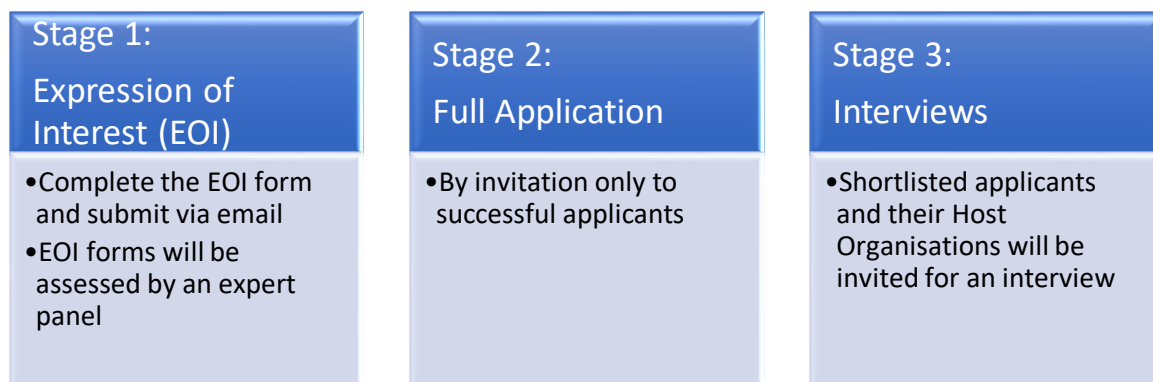 Stage 1:
Expression of
Interest (EOI)
•Complete the EOI form
and submit via email
•EOI forms will be
assessed by an expert
panel
Stage 2:
Full Application
•By invitation only to
successful applicants
Stage 3:
Interviews
•Shortlisted applicants
and their Host
Organisations will be
invited for an interview